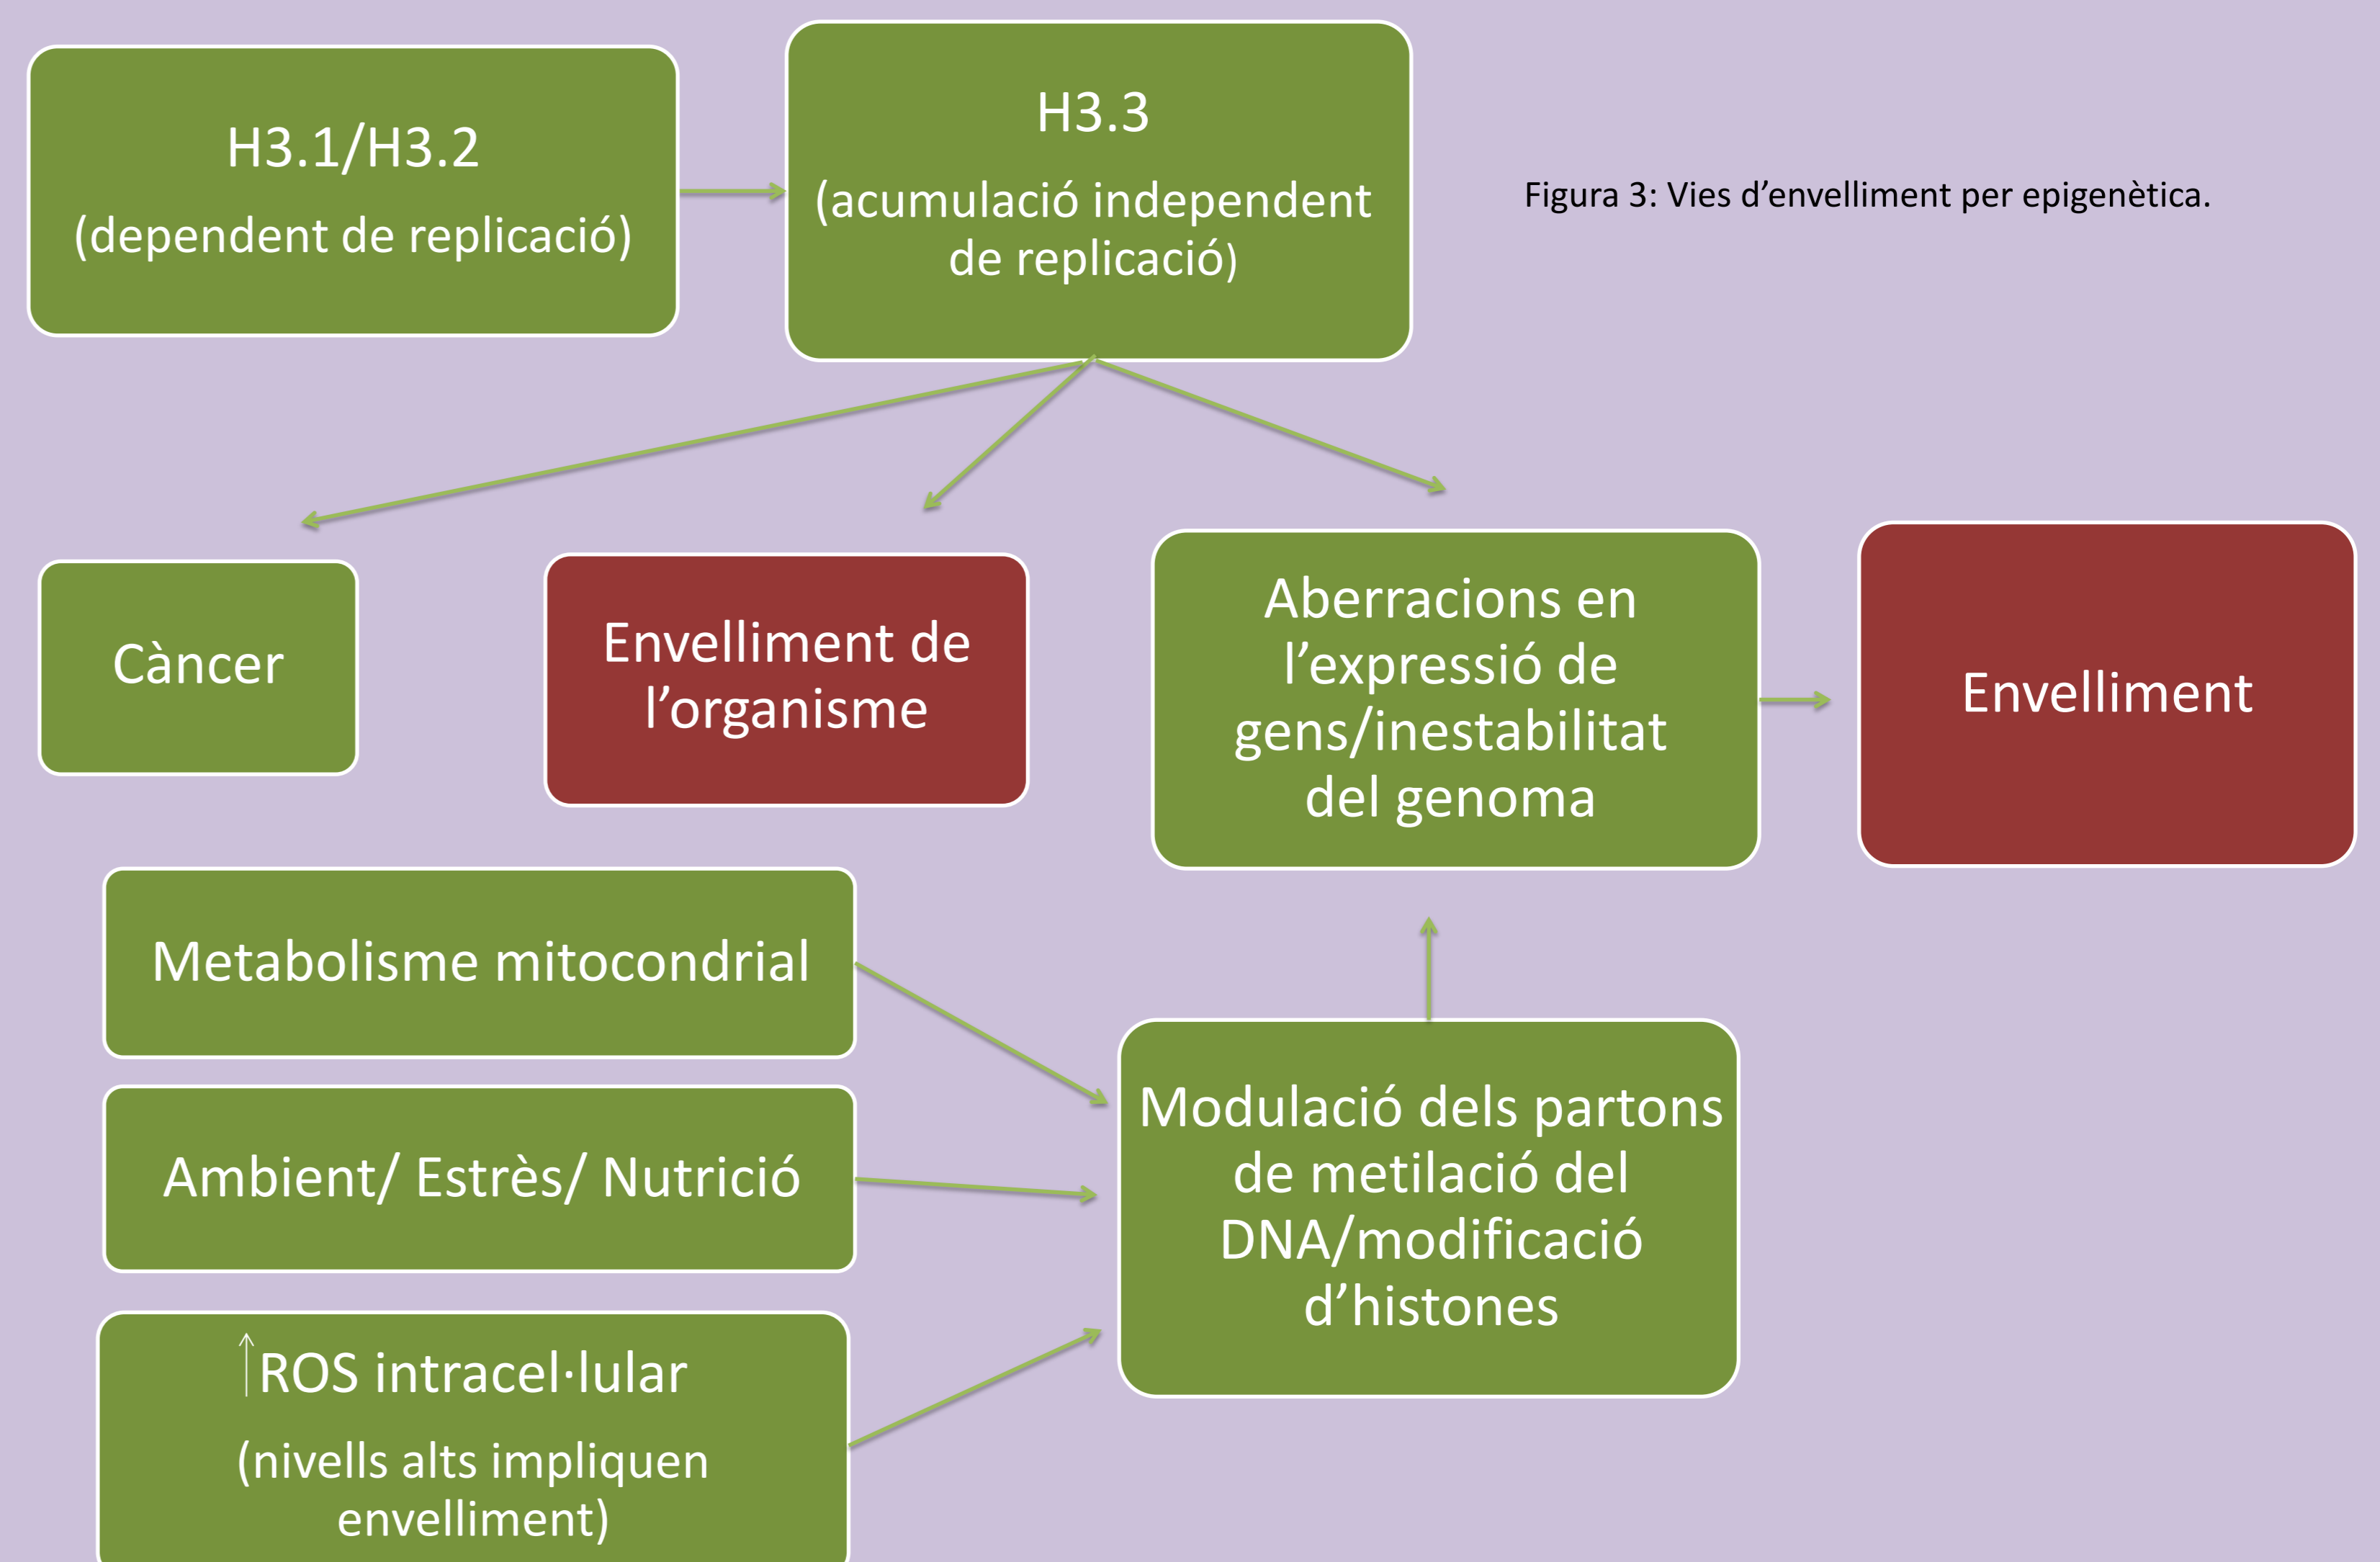 H3.1/H3.2
(dependent de replicació)
H3.3
(acumulació independent
de replicació)
Figura 3: Vies d’envelliment per epigenètica.
Càncer
Envelliment de
l’organisme
Aberracions en
l’expressió de
gens/inestabilitat
del genoma
Envelliment
Metabolisme mitocondrial
Ambient/ Estrès/ Nutrició
↑ROS intracel·lular
(nivells alts impliquen
envelliment)
Modulació dels partons
de metilació del
DNA/modificació
d’histones